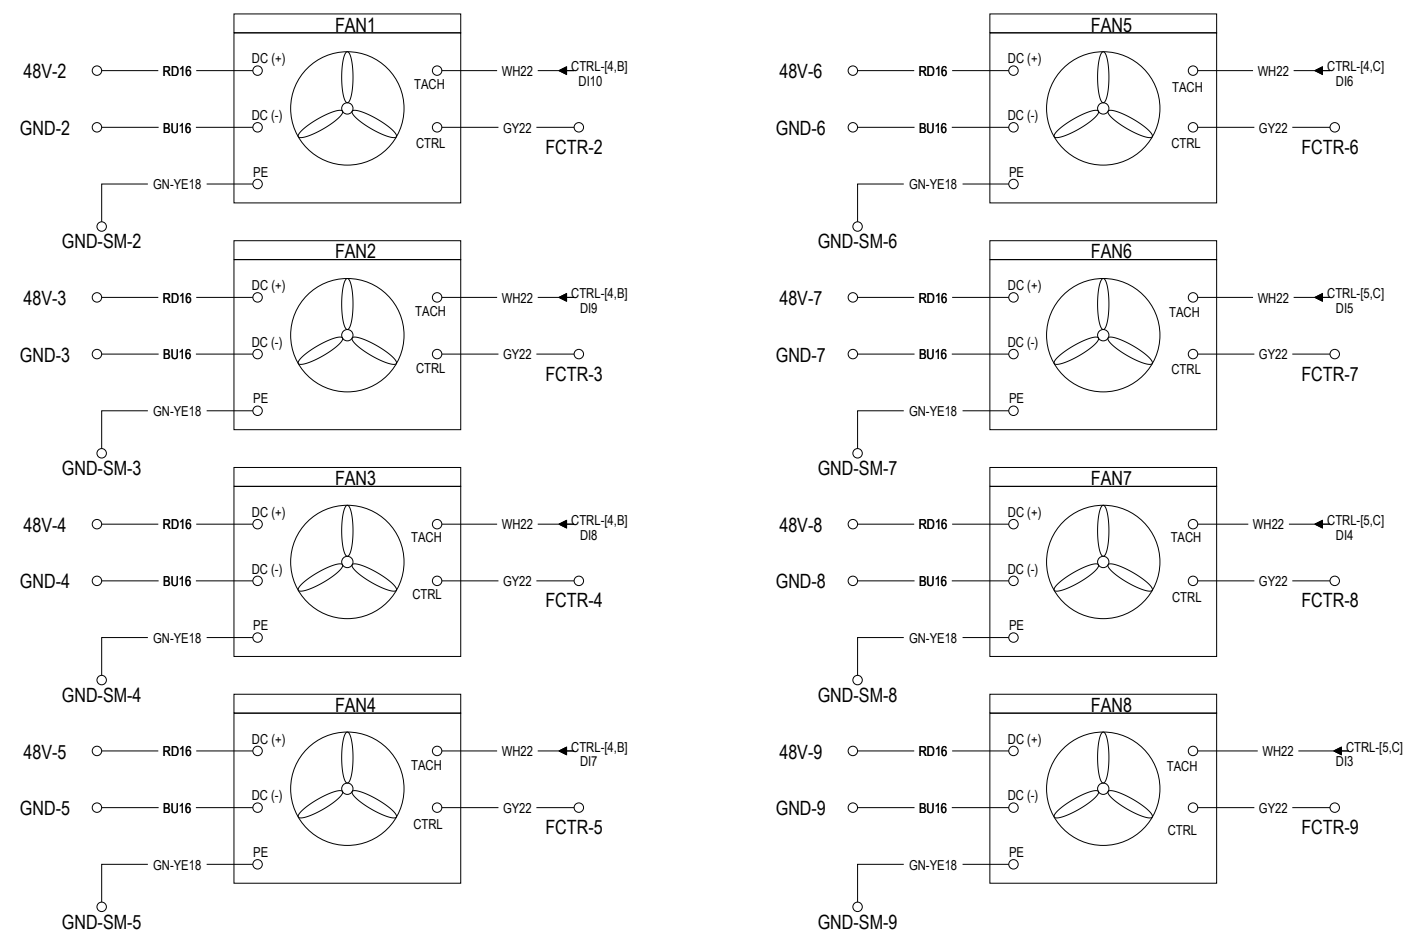 FAN1
48V-2 RD16 DC (+) TACH WH22 CTRL-[4,B] DI10
GND-2 BU16 DC (-) CTRL GY22 FCTR-2
GN-YE18 PE
GND-SM-2
FAN2
48V-3 RD16 DC (+) TACH WH22 CTRL-[4,B] DI9
GND-3 BU16 DC (-) CTRL GY22 FCTR-3
GN-YE18 PE
GND-SM-3
FAN3
48V-4 RD16 DC (+) TACH WH22 CTRL-[4,B] DI8
GND-4 BU16 DC (-) CTRL GY22 FCTR-4
GN-YE18 PE
GND-SM-4
FAN4
48V-5 RD16 DC (+) TACH WH22 CTRL-[4,B] DI7
GND-5 BU16 DC (-) CTRL GY22 FCTR-5
GN-YE18 PE
GND-SM-5
FAN5
48V-6 RD16 DC (+) TACH WH22 CTRL-[4,C] DI6
GND-6 BU16 DC (-) CTRL GY22 FCTR-6
GN-YE18 PE
GND-SM-6
FAN6
48V-7 RD16 DC (+) TACH WH22 CTRL-[5,C] DI5
GND-7 BU16 DC (-) CTRL GY22 FCTR-7
GN-YE18 PE
GND-SM-7
FAN7
48V-8 RD16 DC (+) TACH WH22 CTRL-[5,C] DI4
GND-8 BU16 DC (-) CTRL GY22 FCTR-8
GN-YE18 PE
GND-SM-8
FAN8
48V-9 RD16 DC (+) TACH WH22 CTRL-[5,C] DI3
GND-9 BU16 DC (-) CTRL GY22 FCTR-9
GN-YE18 PE
GND-SM-9